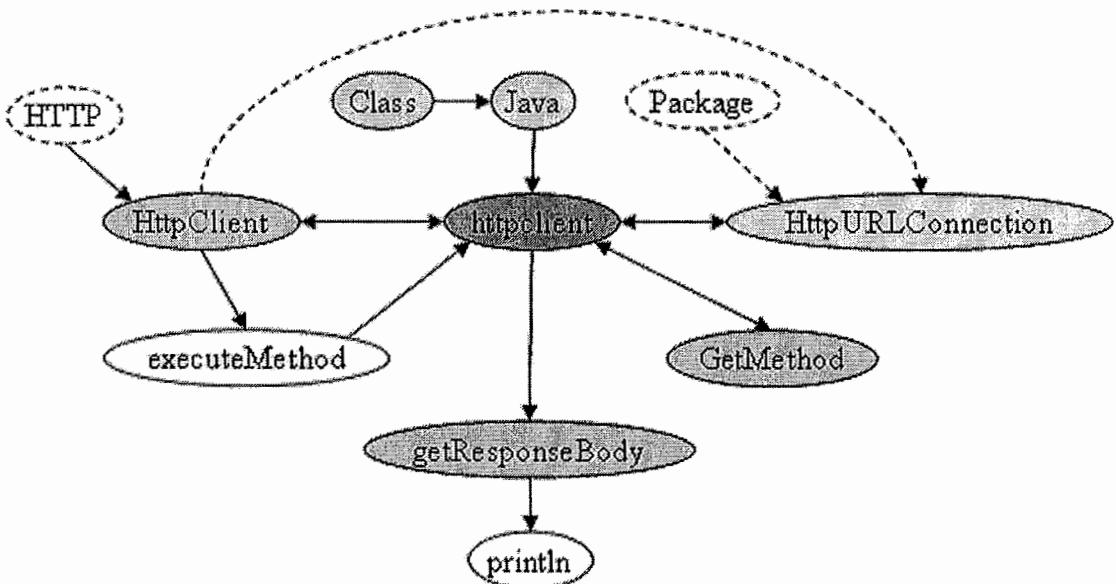 HTTP
Class
Java
Package
HttpClient
httpclient
HttpURLConnection
executeMethod
GetMethod
getResponseBody
println